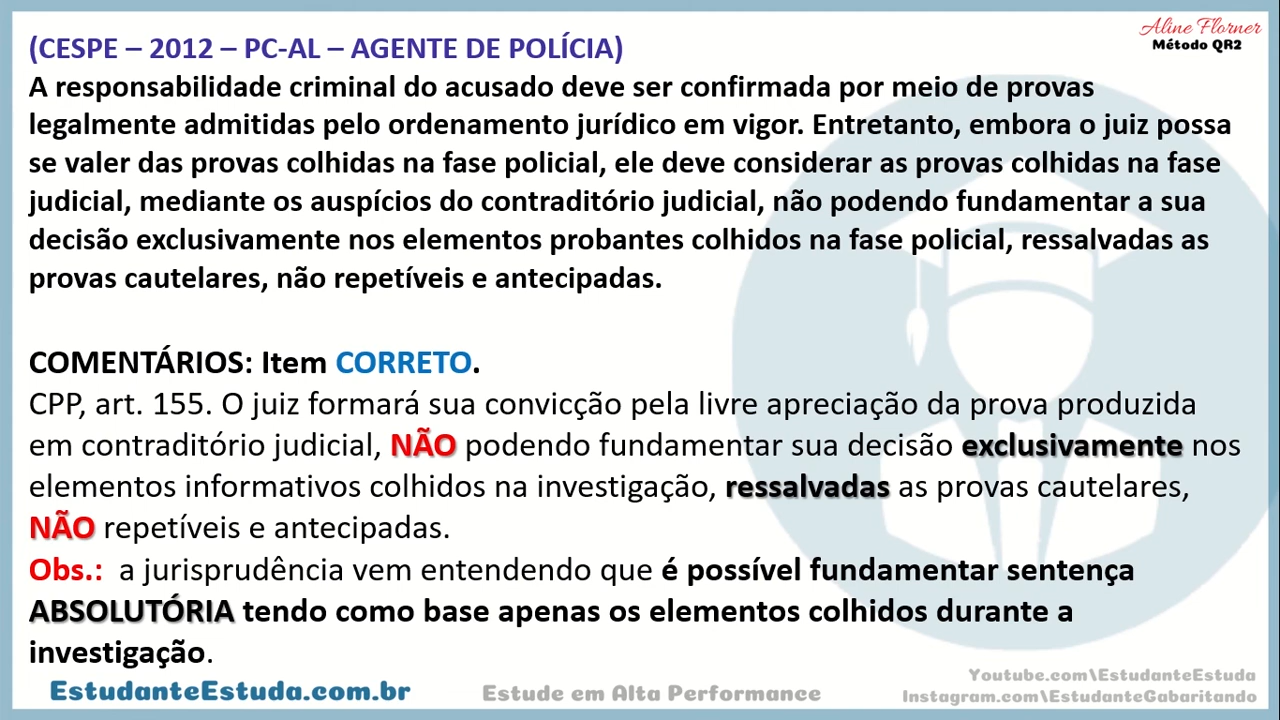 Aline Florner
Método QR2
(CESPE – 2012 – PC-AL – AGENTE DE POLÍCIA)
A responsabilidade criminal do acusado deve ser confirmada por meio de provas
legalmente admitidas pelo ordenamento jurídico em vigor. Entretanto, embora o juiz possa
se valer das provas colhidas na fase policial, ele deve considerar as provas colhidas na fase
judicial, mediante os auspícios do contraditório judicial, não podendo fundamentar a sua
decisão exclusivamente nos elementos probantes colhidos na fase policial, ressalvadas as
provas cautelares, não repetíveis e antecipadas.
COMENTÁRIOS: Item CORRETO.
CPP, art. 155. O juiz formará sua convicção pela livre apreciação da prova produzida
em contraditório judicial, NÃO podendo fundamentar sua decisão exclusivamente nos
elementos informativos colhidos na investigação, ressalvadas as provas cautelares,
NÃO repetíveis e antecipadas.
Obs.: a jurisprudência vem entendendo que é possível fundamentar sentença
ABSOLUTÓRIA tendo como base apenas os elementos colhidos durante a
investigação.
EstudanteEstuda.com.br
Estude em Alta Performance
Youtube.com\EstudanteEstuda
Instagram.com\EstudanteGabaritando